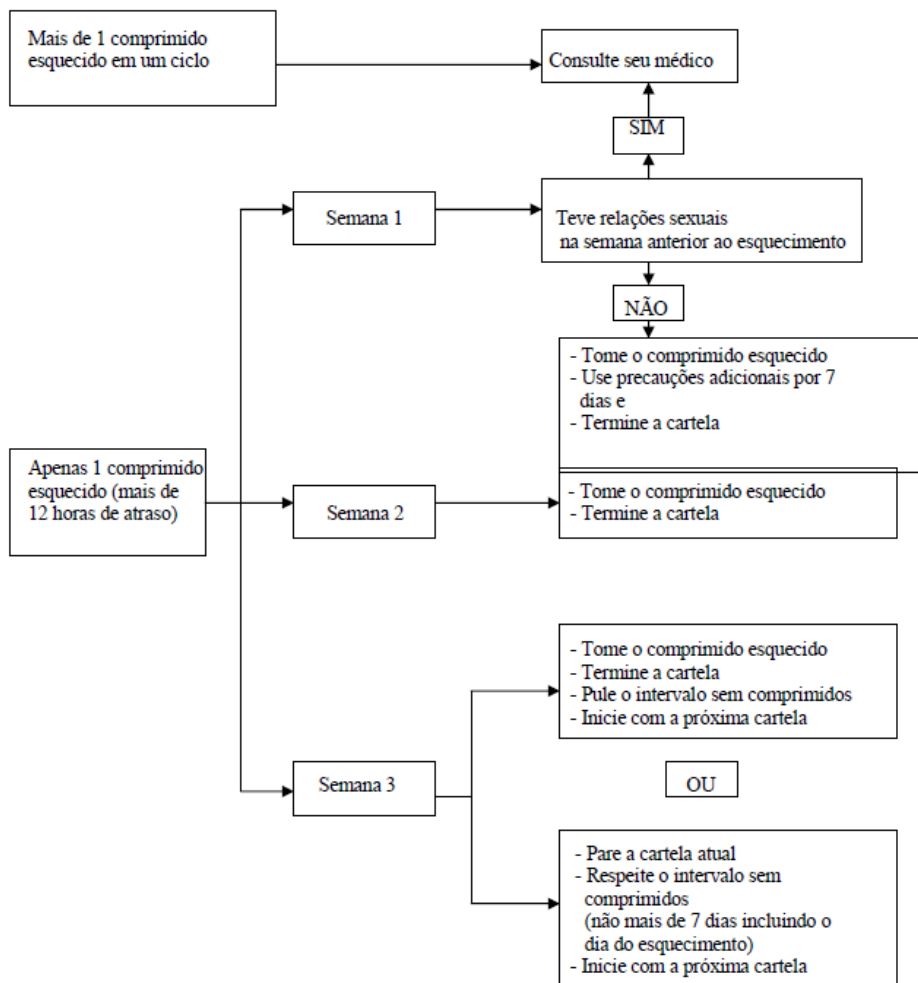 Mais de 1 comprimido
esquecido em um ciclo
Consulte seu médico
SIM
Semana 1
Teve relações sexuais
na semana anterior ao esquecimento
NÃO
- Tome o comprimido esquecido
- Use precauções adicionais por 7
dias e
- Termine a cartela
Apenas 1 comprimido
esquecido (mais de
12 horas de atraso)
Semana 2
- Tome o comprimido esquecido
- Termine a cartela
- Tome o comprimido esquecido
- Termine a cartela
- Pule o intervalo sem comprimidos
- Inicie com a próxima cartela
Semana 3
OU
- Pare a cartela atual
- Respeite o intervalo sem
comprimidos
(não mais de 7 dias incluindo o
dia do esquecimento)
- Inicie com a próxima cartela